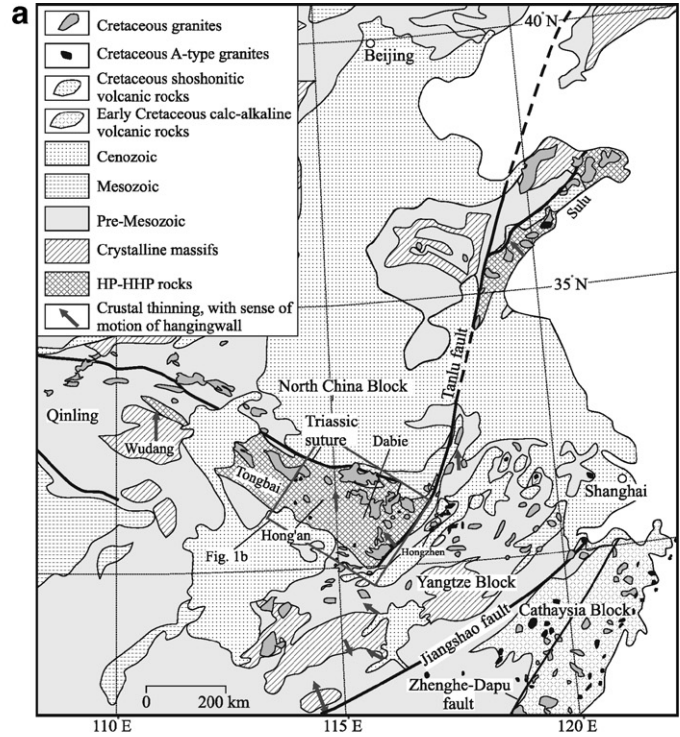 a
Cretaceous granites
Cretaceous A-type granites
Cretaceous shoshonitic
volcanic rocks
Early Cretaceous calc-alkaline
volcanic rocks
Cenozoic
Mesozoic
Pre-Mesozoic
Crystalline massifs
HP-HHP rocks
Crustal thinning, with sense of
motion of hangingwall
40°N
Beijing
Sulu
35°N
Tanlu fault
North China Block
Qinling
Triassic
suture
Dabie
Wudang
Tongbai
Shanghai
Hong'an
Fig. 1b
Hongzhen
Yangtze Block
Cathaysia Block
Jiangshao fault
Zhenghe-Dapu
fault
0 200 km
110 E 115 E 120 E